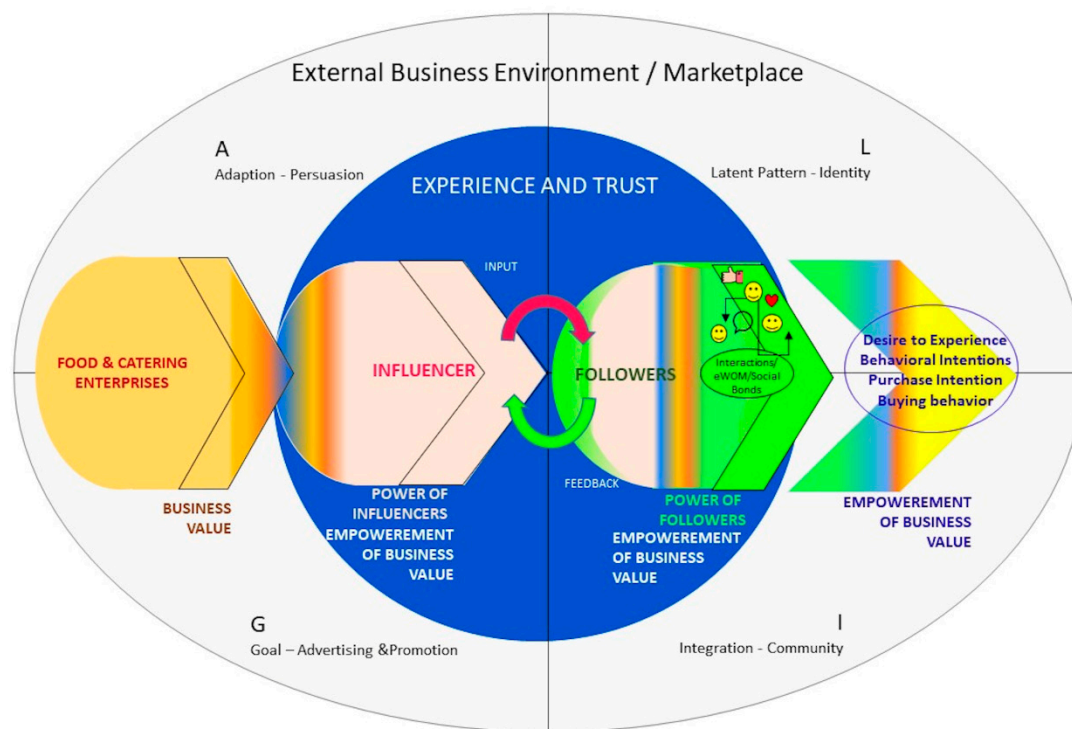 External Business Environment / Marketplace
A
Adaption - Persuasion
L
Latent Pattern - Identity
EXPERIENCE AND TRUST
INPUT
FOOD & CATERING
ENTERPRISES
INFLUENCER
FOLLOWERS
Interactions/
eWOM/Social
Bonds
Desire to Experience
Behavioral Intentions
Purchase Intention
Buying behavior
FEEDBACK
BUSINESS
VALUE
POWER OF
INFLUENCERS
EMPOWEREMENT
OF BUSINESS
VALUE
POWER OF
FOLLOWERS
EMPOWEREMENT
OF BUSINESS
VALUE
EMPOWEREMENT
OF BUSINESS
VALUE
G
Goal – Advertising &Promotion
I
Integration - Community